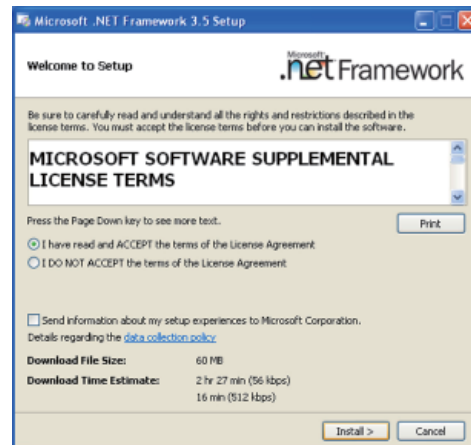 Microsoft .NET Framework 3.5 Setup
Welcome to Setup
Microsoft
.net Framework
Be sure to carefully read and understand all the rights and restrictions described in the
license terms. You must accept the license terms before you can install the software.
MICROSOFT SOFTWARE SUPPLEMENTAL
LICENSE TERMS
Press the Page Down key to see more text.
Print
I have read and ACCEPT the terms of the License Agreement
I DO NOT ACCEPT the terms of the License Agreement
Send information about my setup experiences to Microsoft Corporation.
Details regarding the data collection policy
Download File Size: 60 MB
Download Time Estimate: 2 hr 27 min (56 kbps)
16 min (512 kbps)
Install > Cancel